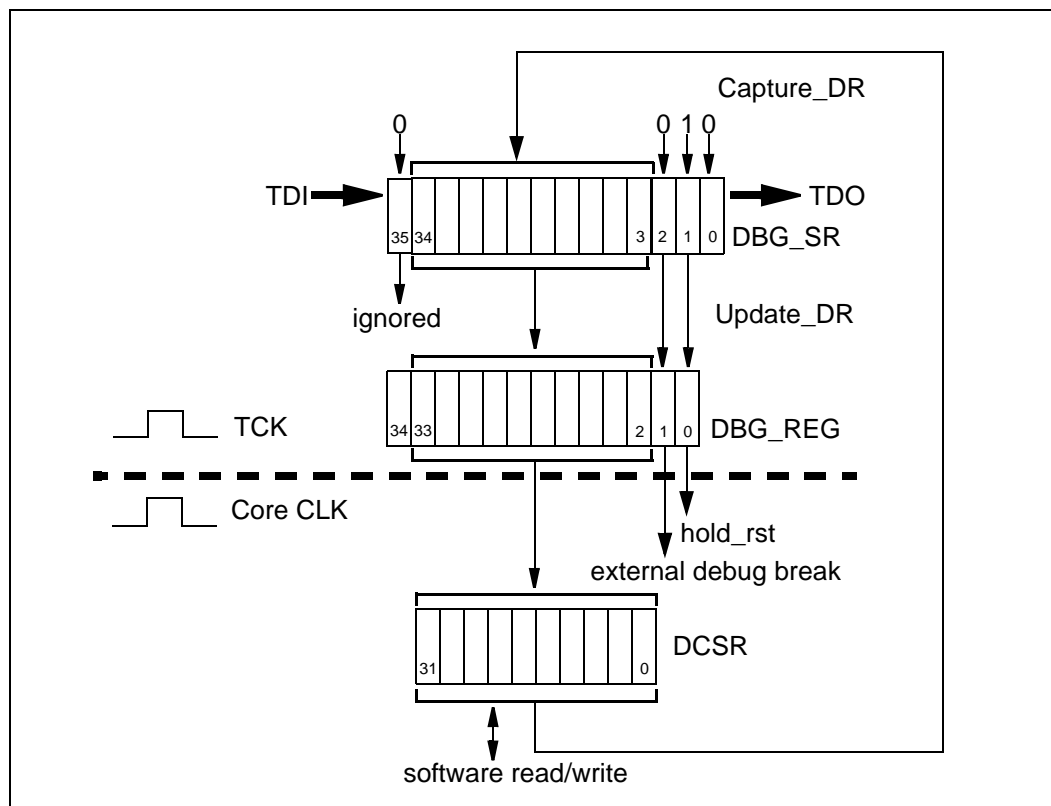 Capture_DR
0 0 1 0
TDI TDO
35 34 3 2 1 0 DBG_SR
ignored Update_DR
34 33 2 1 0 DBG_REG
TCK
Core CLK
hold_rst
external debug break
31 0 DCSR
software read/write